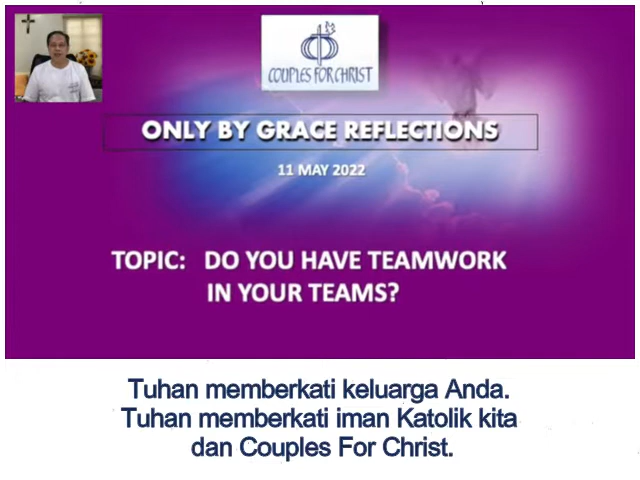 COUPLES FOR CHRIST
ONLY BY GRACE REFLECTIONS
11 MAY 2022
TOPIC: DO YOU HAVE TEAMWORK
IN YOUR TEAMS?
Tuhan memberkati keluarga Anda.
Tuhan memberkati iman Katolik kita
dan Couples For Christ.